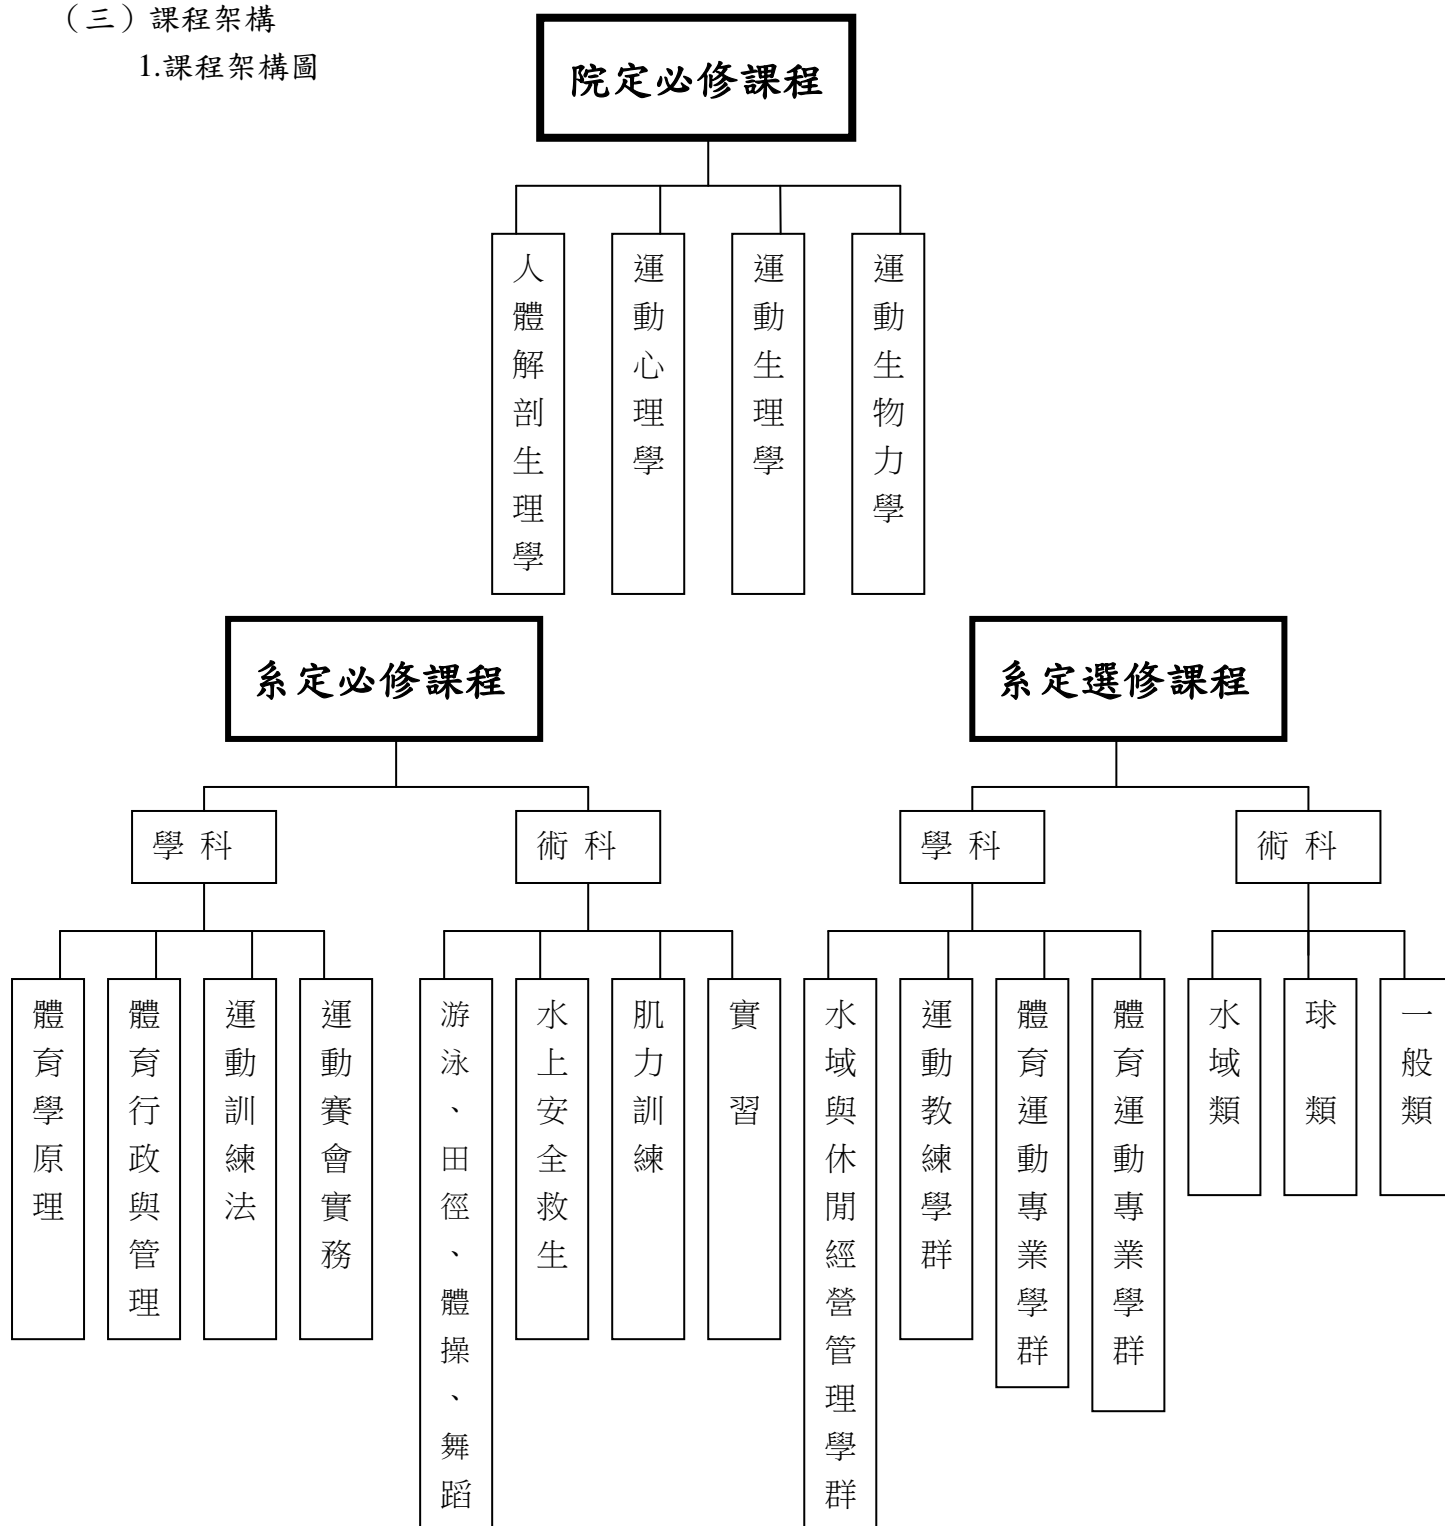 （三）課程架構
1.課程架構圖
院定必修課程
人體解剖生理學
運動心理學
運動生理學
運動生物力學
系定必修課程
系定選修課程
學科
術科
學科
術科
體育學原理
體育行政與管理
運動訓練法
運動賽會實務
游泳、田徑、體操、舞蹈
水上安全救生
肌力訓練
實習
水域與休閒經營管理學群
運動教練學群
體育運動專業學群
體育運動專業學群
水域類
球類
一般類